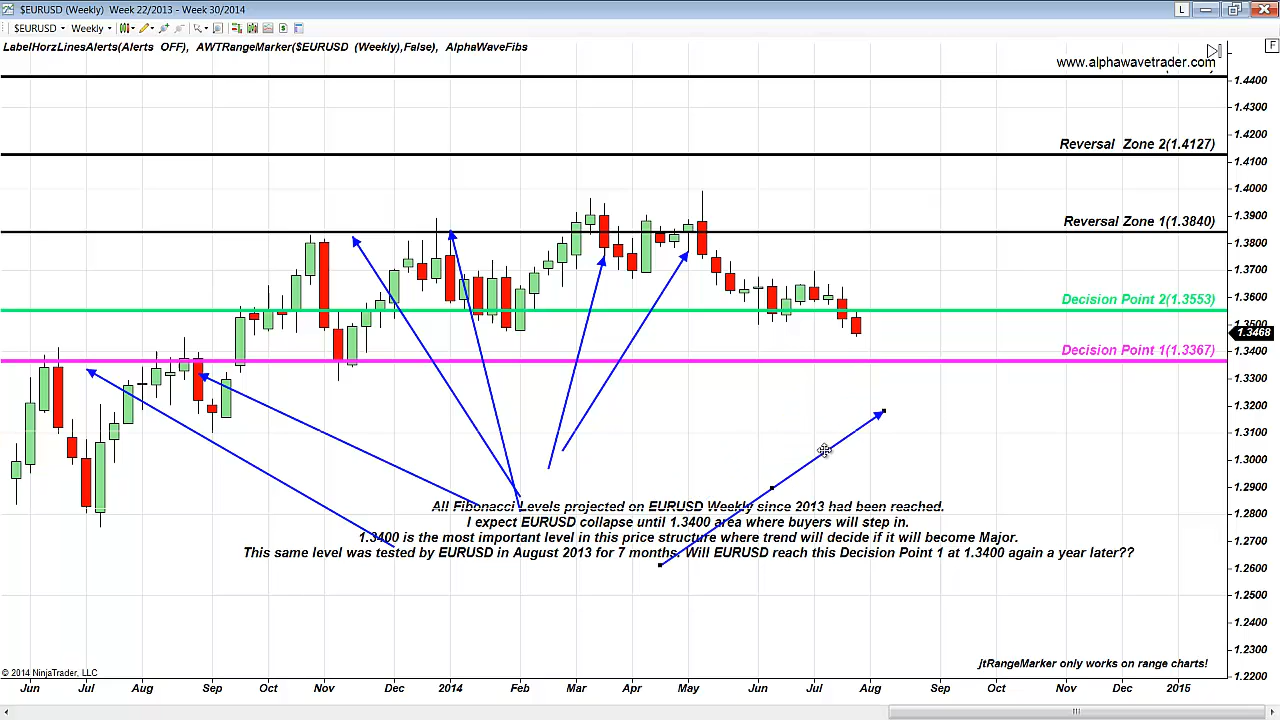 $EURUSD (Weekly)  Week 22/2013 - Week 30/2014
L
$EURUSD Weekly
LabelHorzLinesAlerts(Alerts OFF), AWTRangeMarker($EURUSD (Weekly),False), AlphaWaveFibs
F
www.alphawavetrader.com
1.4400
1.4300
1.4200
Reversal Zone 2(1.4127)
1.4100
1.4000
1.3900
Reversal Zone 1(1.3840)
1.3800
1.3700
1.3600
Decision Point 2(1.3553)
1.3500
1.3468
1.3400
Decision Point 1(1.3367)
1.3300
1.3200
1.3100
1.3000
1.2900
All Fibonacci Levels projected on EURUSD Weekly since 2013 had been reached.
1.2800
I expect EURUSD collapse until 1.3400 area where buyers will step in.
1.3400 is the most important level in this price structure where trend will decide if it will become Major.
1.2700
This same level was tested by EURUSD in August 2013 for 7 months. Will EURUSD reach this Decision Point 1 at 1.3400 again a year later??
1.2600
1.2500
1.2400
1.2300
1.2200
jtRangeMarker only works on range charts!
© 2014 NinjaTrader, LLC
Jun Jul Aug Sep Oct Nov Dec 2014 Feb Mar Apr May Jun Jul Aug Sep Oct Nov Dec 2015